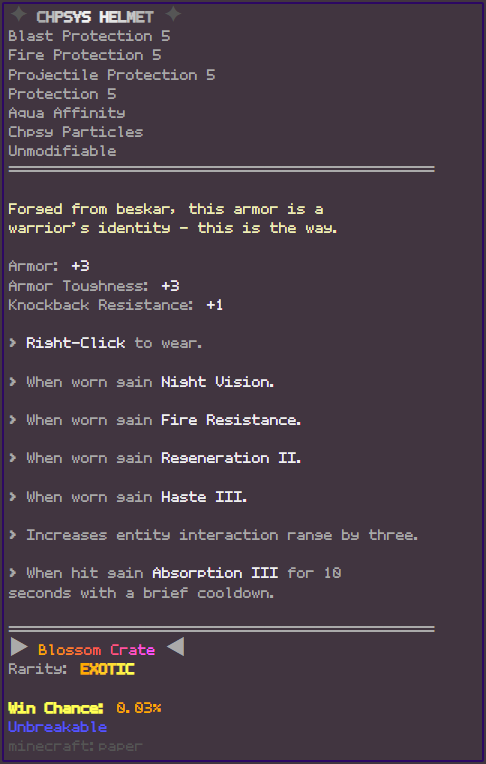 ✦ CHPSYS HELMET ✦
Blast Protection 5
Fire Protection 5
Projectile Protection 5
Protection 5
Aqua Affinity
Chpsy Particles
Unmodifiable
Forged from beskar, this armor is a
warrior's identity - this is the way.
Armor: +3
Armor Toughness: +3
Knockback Resistance: +1
> Right-Click to wear.
> When worn gain Night Vision.
> When worn gain Fire Resistance.
> When worn gain Regeneration II.
> When worn gain Haste III.
> Increases entity interaction range by three.
> When hit gain Absorption III for 10
seconds with a brief cooldown.
▶ Blossom Crate ◀
Rarity: EXOTIC
Win Chance: 0.03%
Unbreakable
minecraft:paper